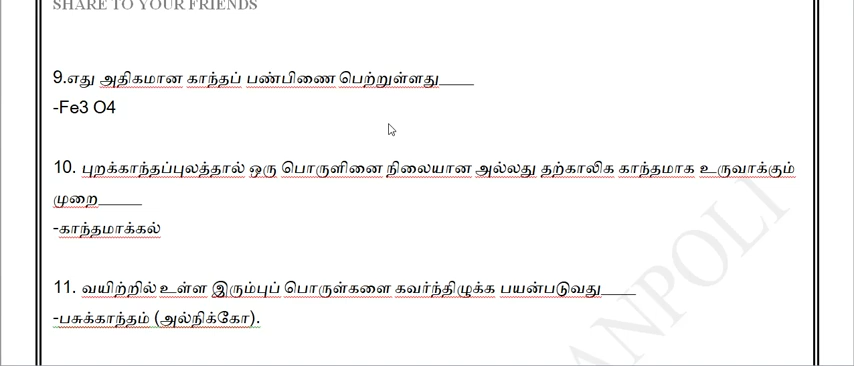 SHARE TO YOUR FRIENDS
9.எது அதிகமான காந்தப் பண்பிணை பெற்றுள்ளது____
-Fe3 O4
10. புறக்காந்தப்புலத்தால் ஒரு பொருளினை நிலையான அல்லது தற்காலிக காந்தமாக உருவாக்கும்
முறை_____
-காந்தமாக்கல்
11. வயிற்றில் உள்ள இரும்புப் பொருள்களை கவர்ந்திழுக்க பயன்படுவது____
-பசுக்காந்தம் (அல்நிக்கோ).
ANPOLI